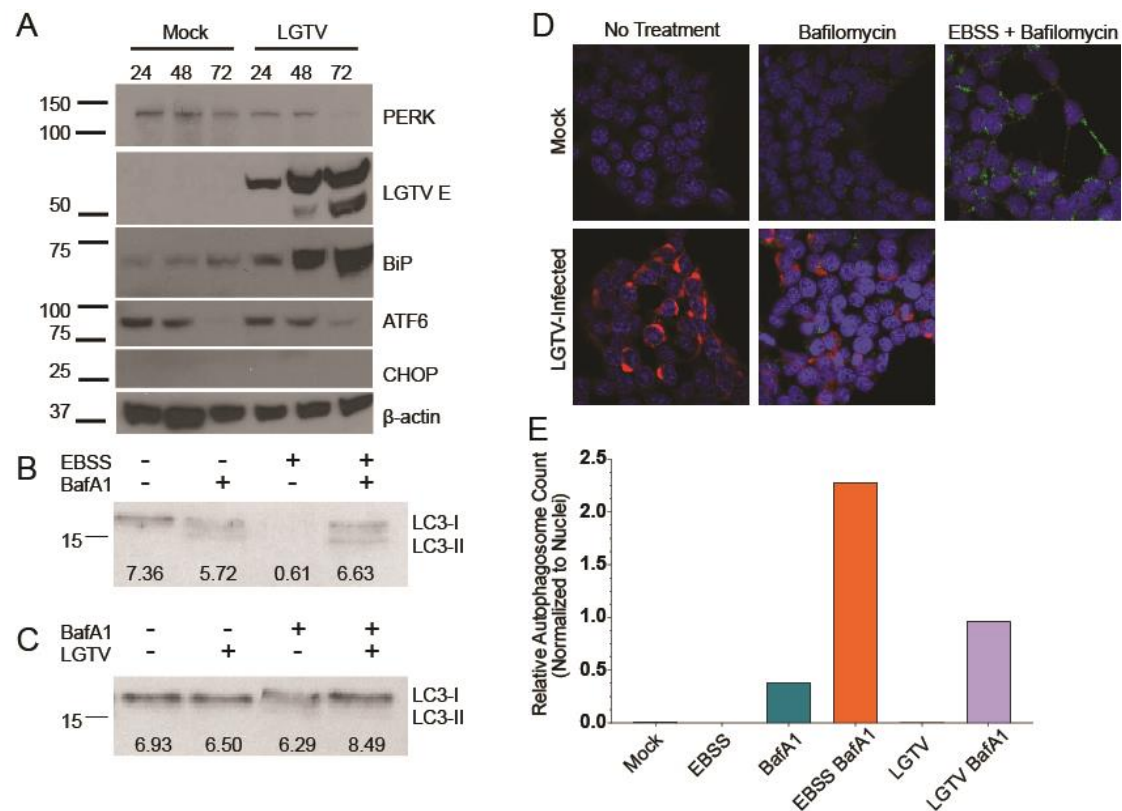 A
Mock LGTV
24 48 72 24 48 72
150
100
PERK
50
LGTV E
75
BiP
100
75
ATF6
25
CHOP
37
β-actin
B
EBSS - - + +
BafA1 - + - +
15
LC3-I
LC3-II
7.36 5.72 0.61 6.63
C
BafA1 - - + +
LGTV - + - +
15
LC3-I
LC3-II
6.93 6.50 6.29 8.49
D
No Treatment Bafilomycin EBSS + Bafilomycin
Mock
LGTV-Infected
E
Relative Autophagosome Count
(Normalized to Nuclei)
2.5
2.0
1.5
1.0
0.5
0.0
Mock
EBSS
BafA1
EBSS BafA1
LGTV
LGTV BafA1